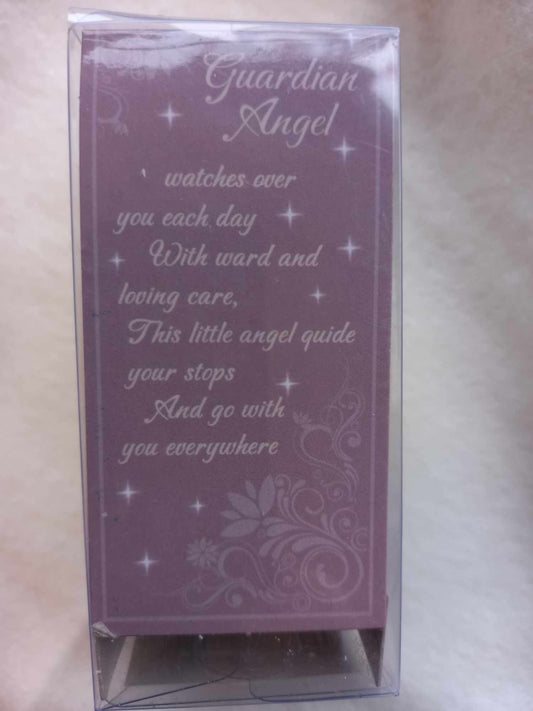 Guardian
Angel
watches over
you each day
With ward and
loving care,
This little angel guide
your stops
And go with
you everywhere